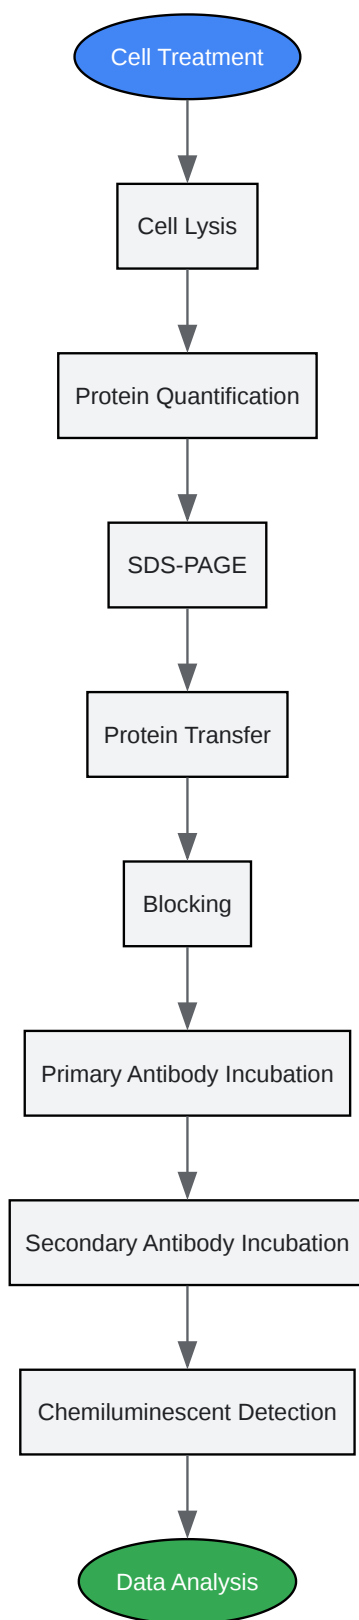 Cell Treatment
Cell Lysis
Protein Quantification
SDS-PAGE
Protein Transfer
Blocking
Primary Antibody Incubation
Secondary Antibody Incubation
Chemiluminescent Detection
Data Analysis